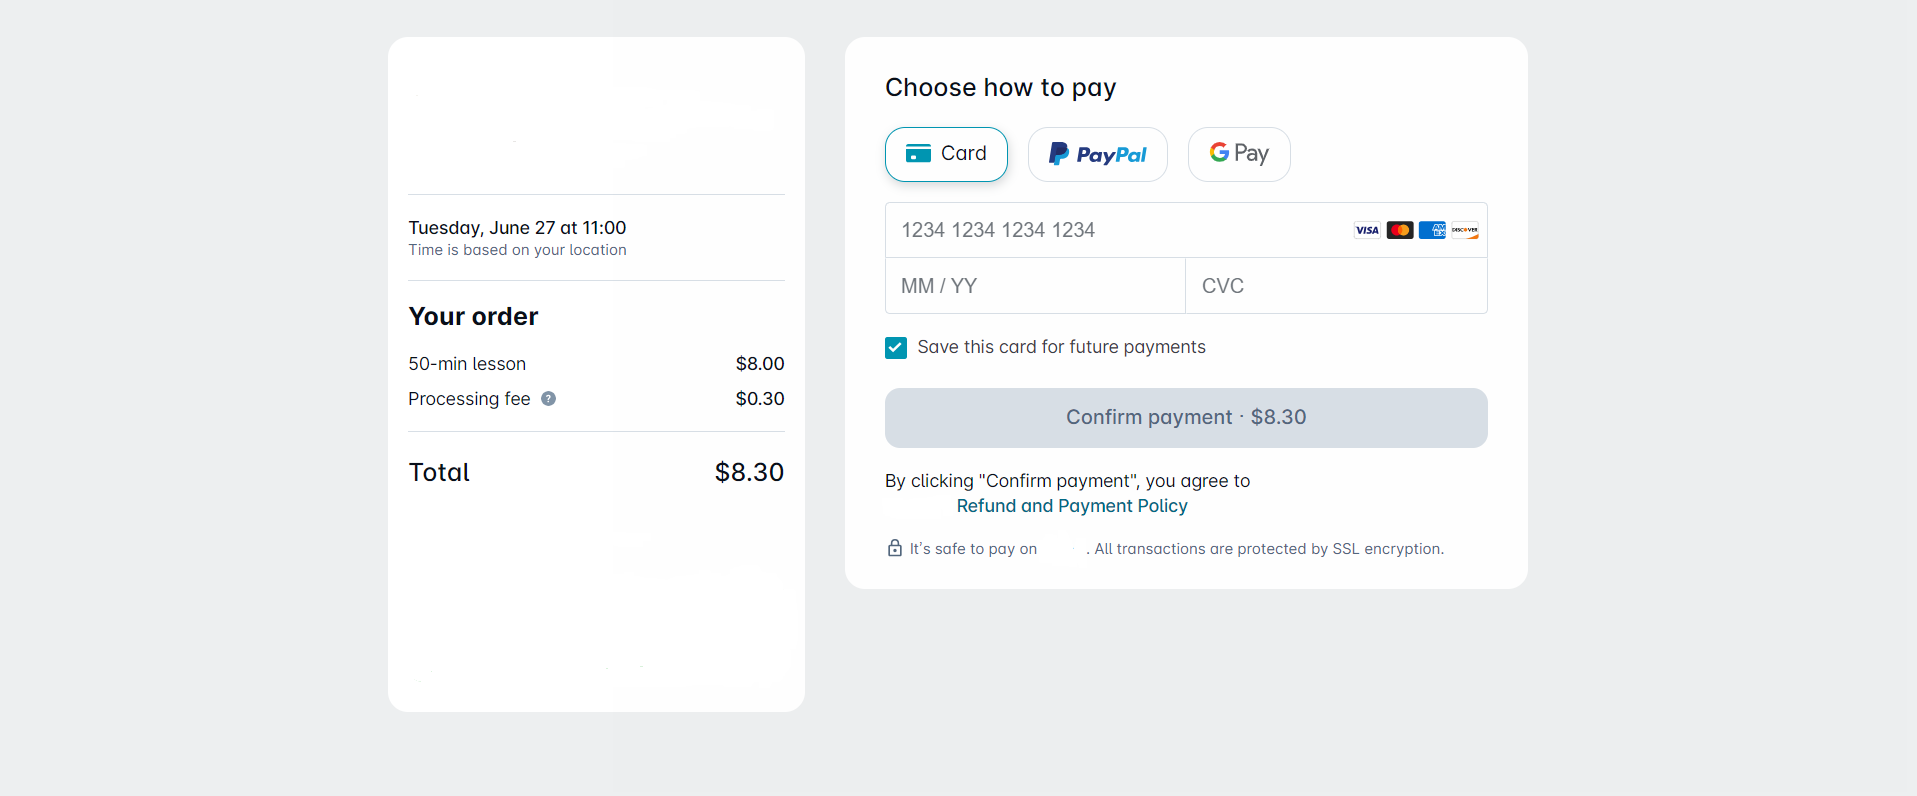 Tuesday, June 27 at 11:00
Time is based on your location
Your order
50-min lesson $8.00
Processing fee ? $0.30
Total $8.30
Choose how to pay
Card PayPal G Pay
1234 1234 1234 1234 VISA AMEX DISCOVER
MM / YY CVC
Save this card for future payments
Confirm payment · $8.30
By clicking "Confirm payment", you agree to
Refund and Payment Policy
It's safe to pay on . All transactions are protected by SSL encryption.